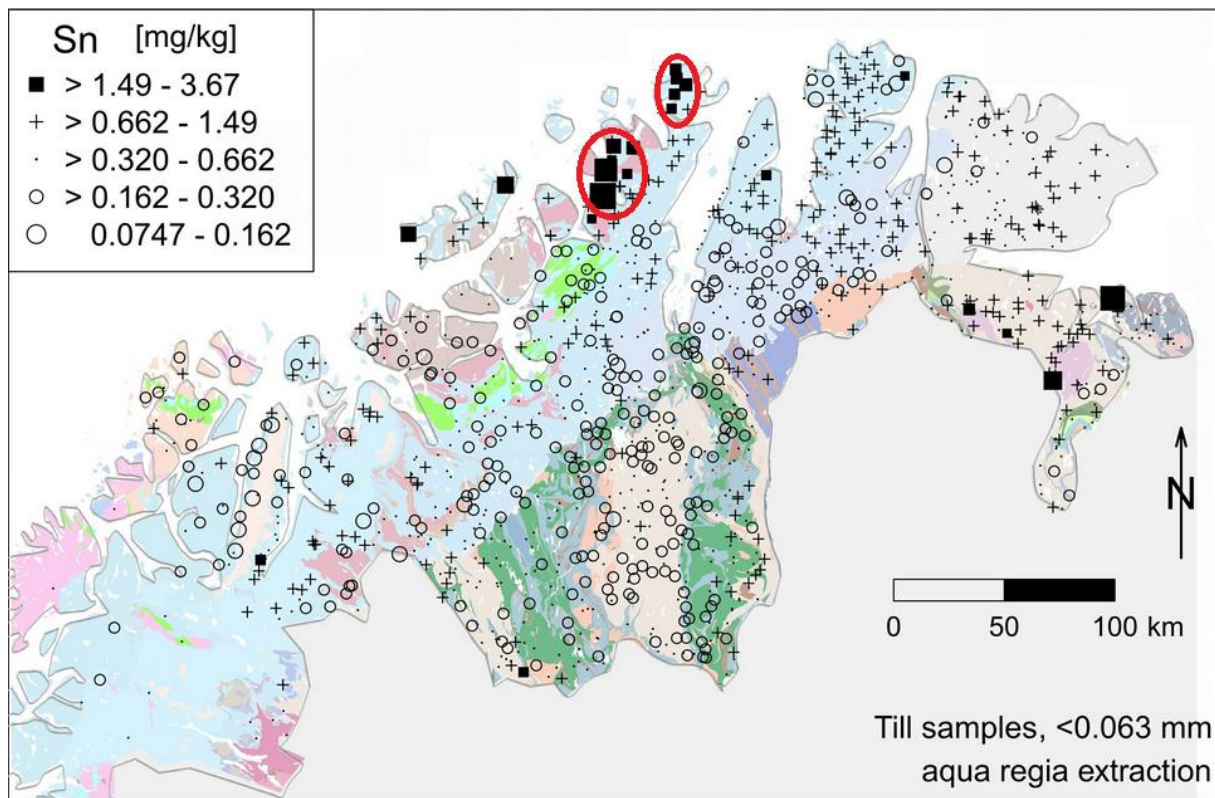 Sn [mg/kg]
■ > 1.49 - 3.67
+ > 0.662 - 1.49
· > 0.320 - 0.662
○ > 0.162 - 0.320
○ 0.0747 - 0.162
N
0 50 100 km
Till samples, <0.063 mm
aqua regia extraction